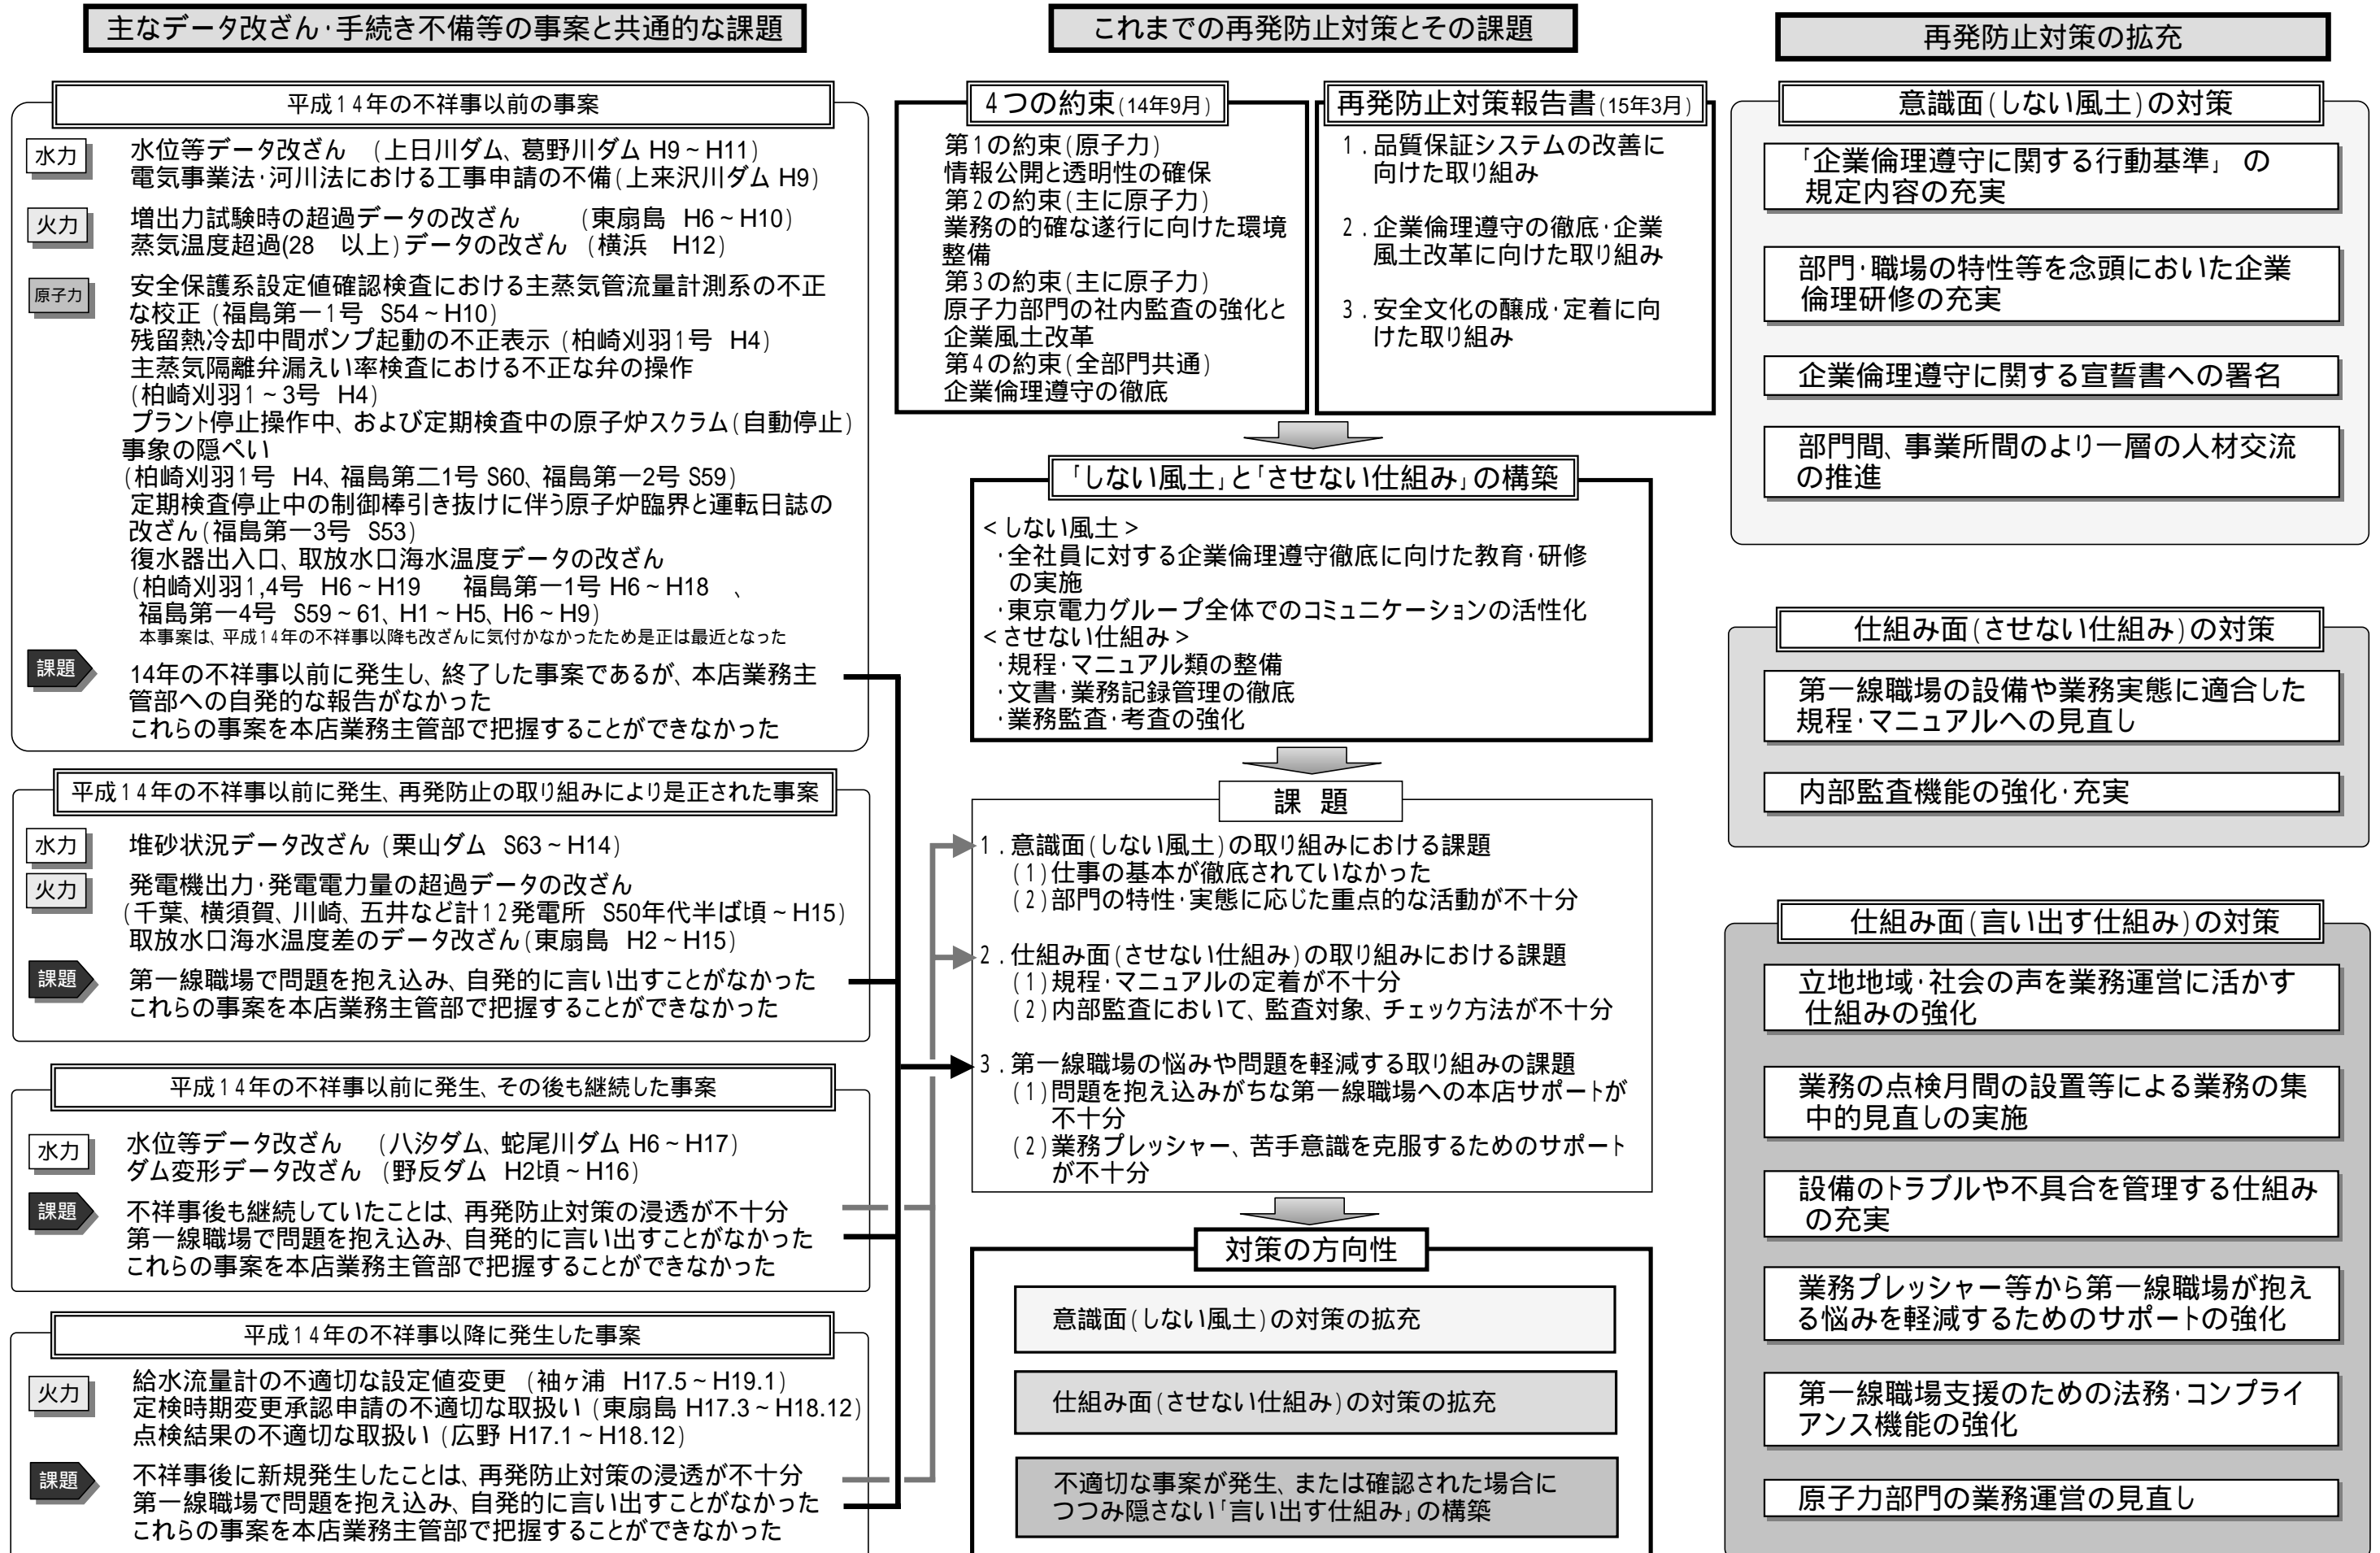 主なデータ改ざん・手続き不備等の事案と共通的な課題
平成14年の不祥事以前の事案
水力
水位等データ改ざん (上日川ダム、葛野川ダム H9~H11)
電気事業法・河川法における工事申請の不備(上来沢川ダム H9)
火力
増出力試験時の超過データの改ざん (東扇島 H6~H10)
蒸気温度超過(28 以上)データの改ざん (横浜 H12)
原子力
安全保護系設定値確認検査における主蒸気管流量計測系の不正
な校正 (福島第一1号 S54~H10)
残留熱冷却中間ポンプ起動の不正表示 (柏崎刈羽1号 H4)
主蒸気隔離弁漏えい率検査における不正な弁の操作
(柏崎刈羽1~3号 H4)
プラント停止操作中、および定期検査中の原子炉スクラム(自動停止)
事象の隠ぺい
(柏崎刈羽1号 H4、福島第二1号 S60、福島第一2号 S59)
定期検査停止中の制御棒引き抜けに伴う原子炉臨界と運転日誌の
改ざん(福島第一3号 S53)
復水器出入口、取放水口海水温度データの改ざん
(柏崎刈羽1,4号 H6~H19 福島第一1号 H6~H18 、
福島第一4号 S59~61、H1~H5、H6~H9)
本事案は、平成14年の不祥事以降も改ざんに気付かなかったため是正は最近となった
課題
14年の不祥事以前に発生し、終了した事案であるが、本店業務主
管部への自発的な報告がなかった
これらの事案を本店業務主管部で把握することができなかった
平成14年の不祥事以前に発生、再発防止の取り組みにより是正された事案
水力
堆砂状況データ改ざん (栗山ダム S63~H14)
火力
発電機出力・発電電力量の超過データの改ざん
(千葉、横須賀、川崎、五井など計12発電所 S50年代半ば頃~H15)
取放水口海水温度差のデータ改ざん(東扇島 H2~H15)
課題
第一線職場で問題を抱え込み、自発的に言い出すことがなかった
これらの事案を本店業務主管部で把握することができなかった
平成14年の不祥事以前に発生、その後も継続した事案
水力
水位等データ改ざん (八汐ダム、蛇尾川ダム H6~H17)
ダム変形データ改ざん (野反ダム H2頃~H16)
課題
不祥事後も継続していたことは、再発防止対策の浸透が不十分
第一線職場で問題を抱え込み、自発的に言い出すことがなかった
これらの事案を本店業務主管部で把握することができなかった
平成14年の不祥事以降に発生した事案
火力
給水流量計の不適切な設定値変更 (袖ヶ浦 H17.5~H19.1)
定検時期変更承認申請の不適切な取扱い (東扇島 H17.3~H18.12)
点検結果の不適切な取扱い (広野 H17.1~H18.12)
課題
不祥事後に新規発生したことは、再発防止対策の浸透が不十分
第一線職場で問題を抱え込み、自発的に言い出すことがなかった
これらの事案を本店業務主管部で把握することができなかった
これまでの再発防止対策とその課題
4つの約束(14年9月)
第1の約束(原子力)
情報公開と透明性の確保
第2の約束(主に原子力)
業務の的確な遂行に向けた環境
整備
第3の約束(主に原子力)
原子力部門の社内監査の強化と
企業風土改革
第4の約束(全部門共通)
企業倫理遵守の徹底
再発防止対策報告書(15年3月)
1.品質保証システムの改善に
向けた取り組み
2.企業倫理遵守の徹底・企業
風土改革に向けた取り組み
3.安全文化の醸成・定着に向
けた取り組み
「しない風土」と「させない仕組み」の構築
<しない風土>
・全社員に対する企業倫理遵守徹底に向けた教育・研修
の実施
・東京電力グループ全体でのコミュニケーションの活性化
<させない仕組み>
・規程・マニュアル類の整備
・文書・業務記録管理の徹底
・業務監査・考査の強化
課 題
1.意識面(しない風土)の取り組みにおける課題
(1)仕事の基本が徹底されていなかった
(2)部門の特性・実態に応じた重点的な活動が不十分
2.仕組み面(させない仕組み)の取り組みにおける課題
(1)規程・マニュアルの定着が不十分
(2)内部監査において、監査対象、チェック方法が不十分
3.第一線職場の悩みや問題を軽減する取り組みの課題
(1)問題を抱え込みがちな第一線職場への本店サポートが
不十分
(2)業務プレッシャー、苦手意識を克服するためのサポート
が不十分
対策の方向性
意識面(しない風土)の対策の拡充
仕組み面(させない仕組み)の対策の拡充
不適切な事案が発生、または確認された場合に
つつみ隠さない「言い出す仕組み」の構築
再発防止対策の拡充
意識面(しない風土)の対策
「企業倫理遵守に関する行動基準」 の
規定内容の充実
部門・職場の特性等を念頭においた企業
倫理研修の充実
企業倫理遵守に関する宣誓書への署名
部門間、事業所間のより一層の人材交流
の推進
仕組み面(させない仕組み)の対策
第一線職場の設備や業務実態に適合した
規程・マニュアルへの見直し
内部監査機能の強化・充実
仕組み面(言い出す仕組み)の対策
立地地域・社会の声を業務運営に活かす
仕組みの強化
業務の点検月間の設置等による業務の集
中的見直しの実施
設備のトラブルや不具合を管理する仕組み
の充実
業務プレッシャー等から第一線職場が抱え
る悩みを軽減するためのサポートの強化
第一線職場支援のための法務・コンプライ
アンス機能の強化
原子力部門の業務運営の見直し